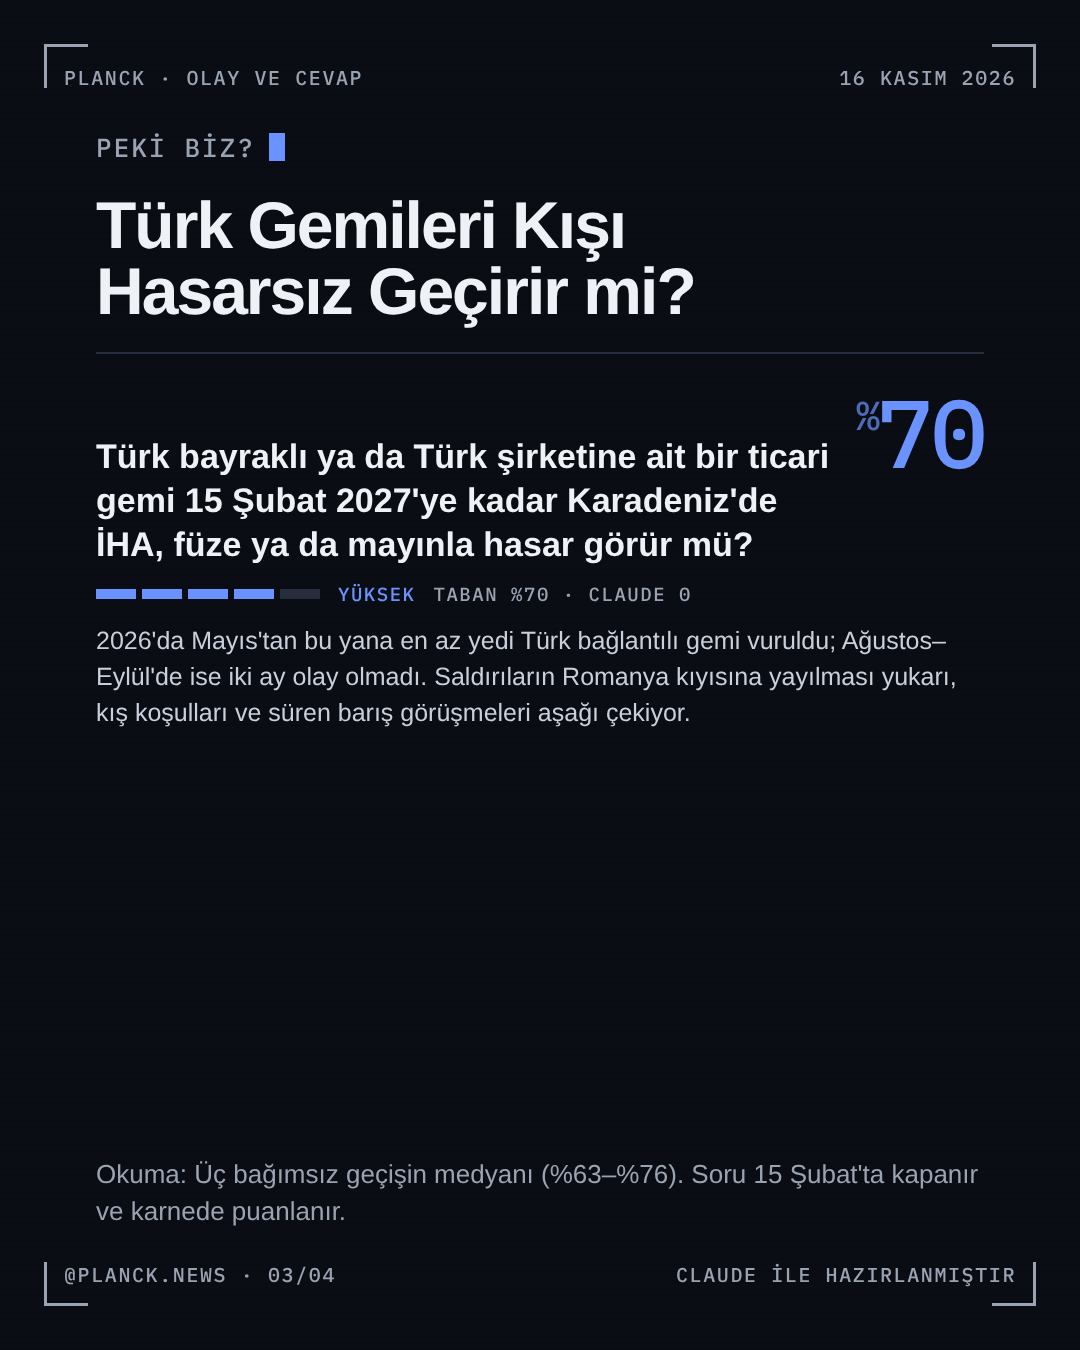 PLANCK · OLAY VE CEVAP
16 KASIM 2026
PEKİ BİZ?
Türk Gemileri Kışı
Hasarsız Geçirir mi?
%70
Türk bayraklı ya da Türk şirketine ait bir ticari
gemi 15 Şubat 2027'ye kadar Karadeniz'de
İHA, füze ya da mayınla hasar görür mü?
YÜKSEK TABAN %70 · CLAUDE 0
2026'da Mayıs'tan bu yana en az yedi Türk bağlantılı gemi vuruldu; Ağustos–
Eylül'de ise iki ay olay olmadı. Saldırıların Romanya kıyısına yayılması yukarı,
kış koşulları ve süren barış görüşmeleri aşağı çekiyor.
Okuma: Üç bağımsız geçişin medyanı (%63–%76). Soru 15 Şubat'ta kapanır
ve karnede puanlanır.
@PLANCK.NEWS · 03/04
CLAUDE İLE HAZIRLANMIŞTIR